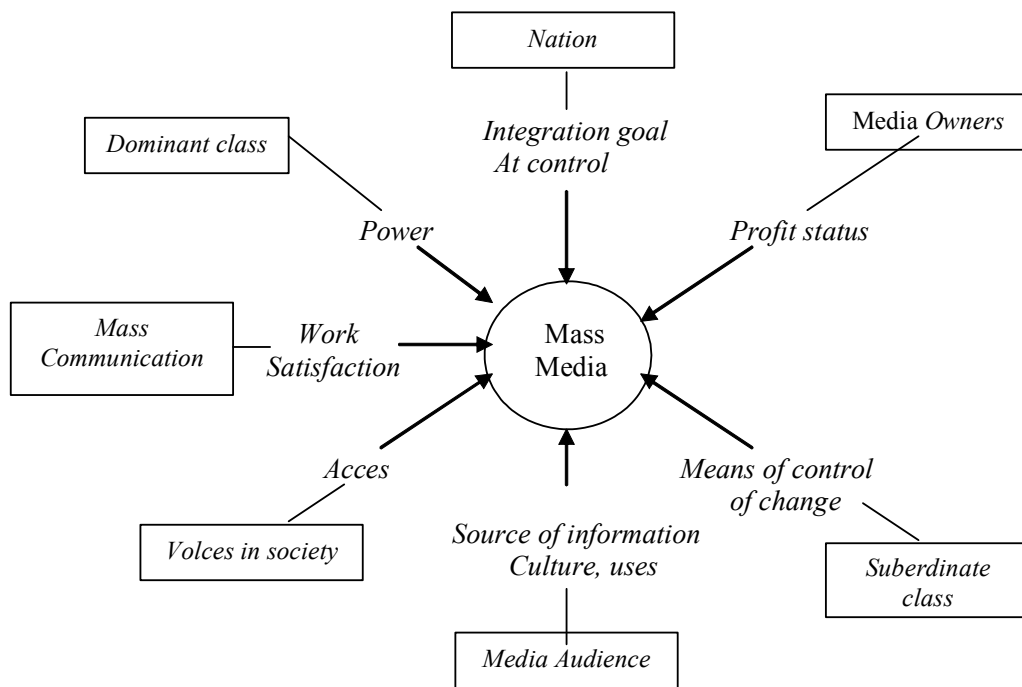 Nation
Integration goal
At control
Dominant class
Power
Media Owners
Profit status
Mass
Communication
Work
Satisfaction
Mass
Media
Acces
Volces in society
Source of information
Culture, uses
Media Audience
Means of control
of change
Suberdinate
class